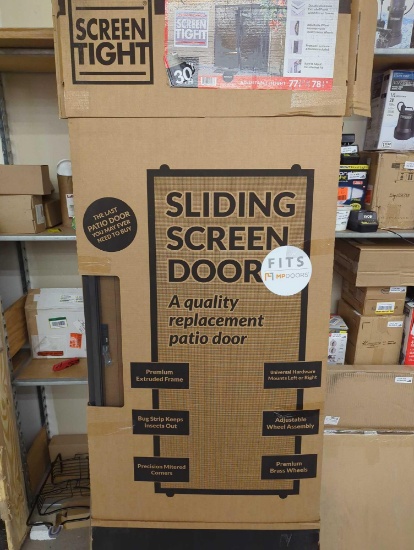 SCREEN
TIGHT
SCREEN
TIGHT
30
77
78
THE LAST
PATIO DOOR
YOU MAY EVER
NEED TO BUY
SLIDING
SCREEN
DOOR
FITS
MP DOORS
A quality
replacement
patio door
Premium
Extruded Frame
Universal Hardware
Mounts Left or Right
Bug Strip Keeps
Insects Out
Adjustable
Wheel Assembly
Precision Mitered
Corners
Premium
Brass Wheels